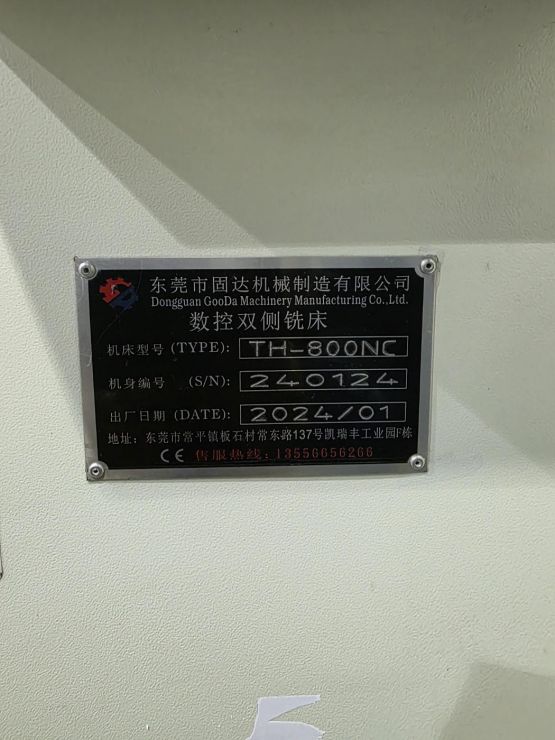 东莞市固达机械制造有限公司
Dongguan GooDa Machinery Manufacturing Co.,Ltd.
数控双侧铣床
机床型号 (TYPE): TH-800NC
机身编号 (S/N): 240124
出厂日期 (DATE): 2024/01
地址: 东莞市常平镇板石村常东路137号凯瑞丰工业园F栋
CE 售服热线: 13556656266